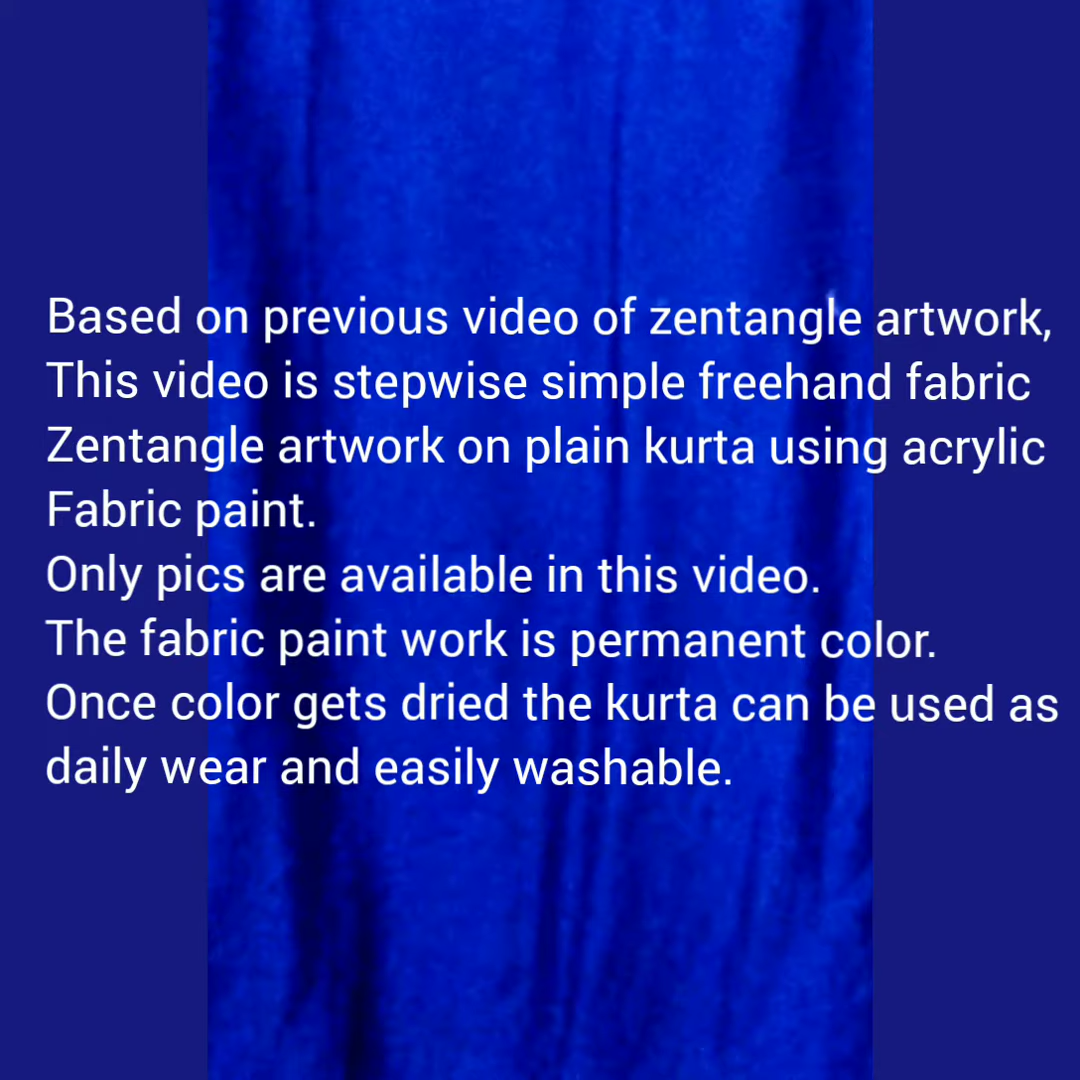 Based on previous video of zentangle artwork,
This video is stepwise simple freehand fabric
Zentangle artwork on plain kurta using acrylic
Fabric paint.
Only pics are available in this video.
The fabric paint work is permanent color.
Once color gets dried the kurta can be used as
daily wear and easily washable.